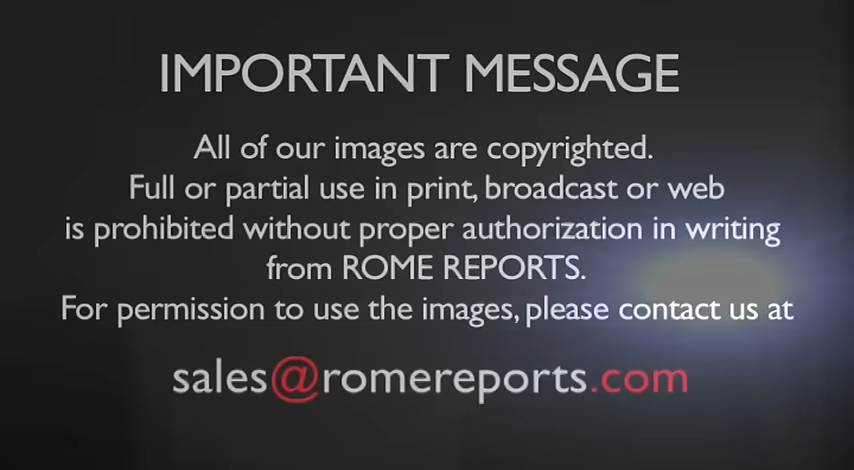 IMPORTANT MESSAGE
All of our images are copyrighted.
Full or partial use in print, broadcast or web
is prohibited without proper authorization in writing
from ROME REPORTS.
For permission to use the images, please contact us at
sales@romereports.com